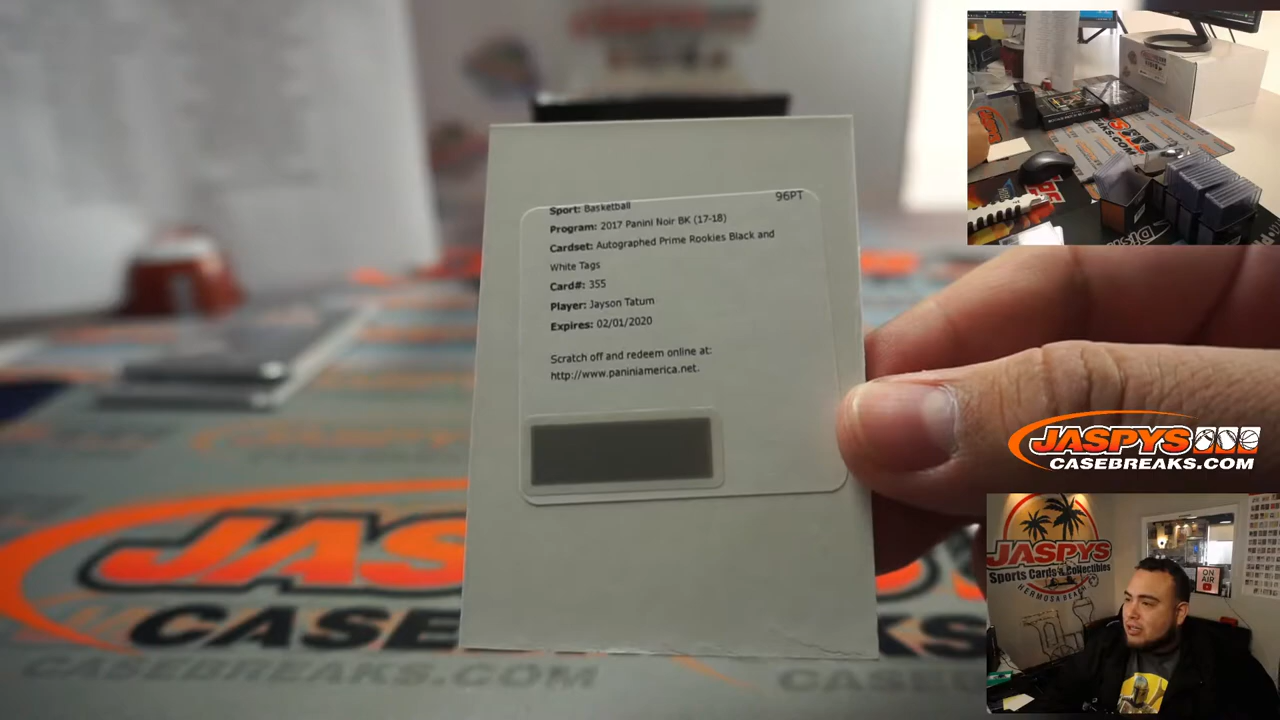 96PT
Sport: Basketball
Program: 2017 Panini Noir BK (17-18)
Cardset: Autographed Prime Rookies Black and
White Tags
Card#: 355
Player: Jayson Tatum
Expires: 02/01/2020
Scratch off and redeem online at:
http://www.paniniamerica.net.
JASPYS
CASEBREAKS.COM
JASPYS
Sports Cards & Collectibles
HERMOSA BEACH
ON
AIR
JAS
CASE
CASEBREAKS.COM